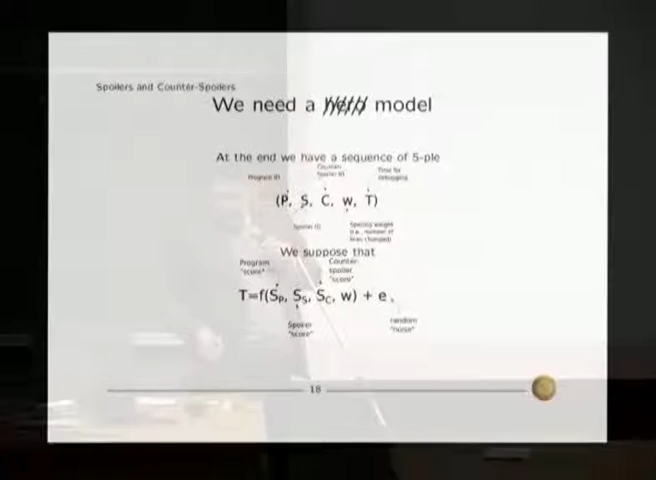 Spoilers and Counter-Spoilers
We need a model
At the end we have a sequence of 5-ple
Program ID
Time for
debugging
(P, S, C, w, T)
Spoiler ID
We suppose that
Program
"score"
Counter
spoiler
"score"
T=f(Sₚ, Sₛ, S_C, w) + e
Spoiler
"score"
random
"noise"
18